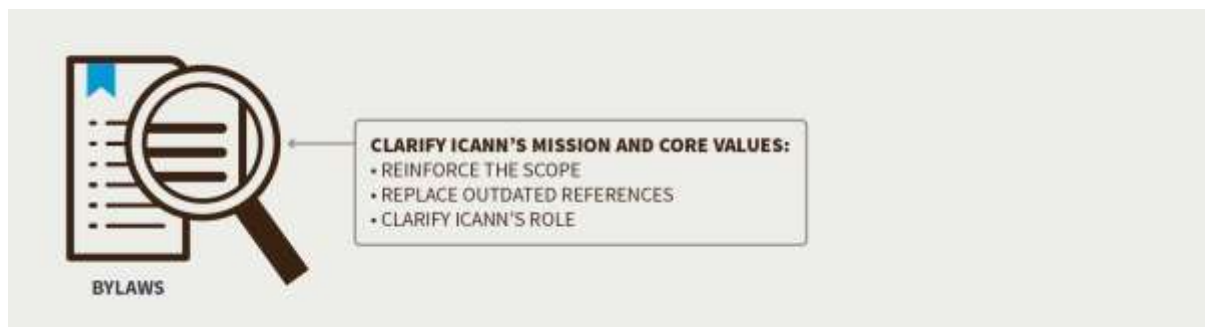 CLARIFY ICANN'S MISSION AND CORE VALUES:
• REINFORCE THE SCOPE
• REPLACE OUTDATED REFERENCES
• CLARIFY ICANN'S ROLE
BYLAWS